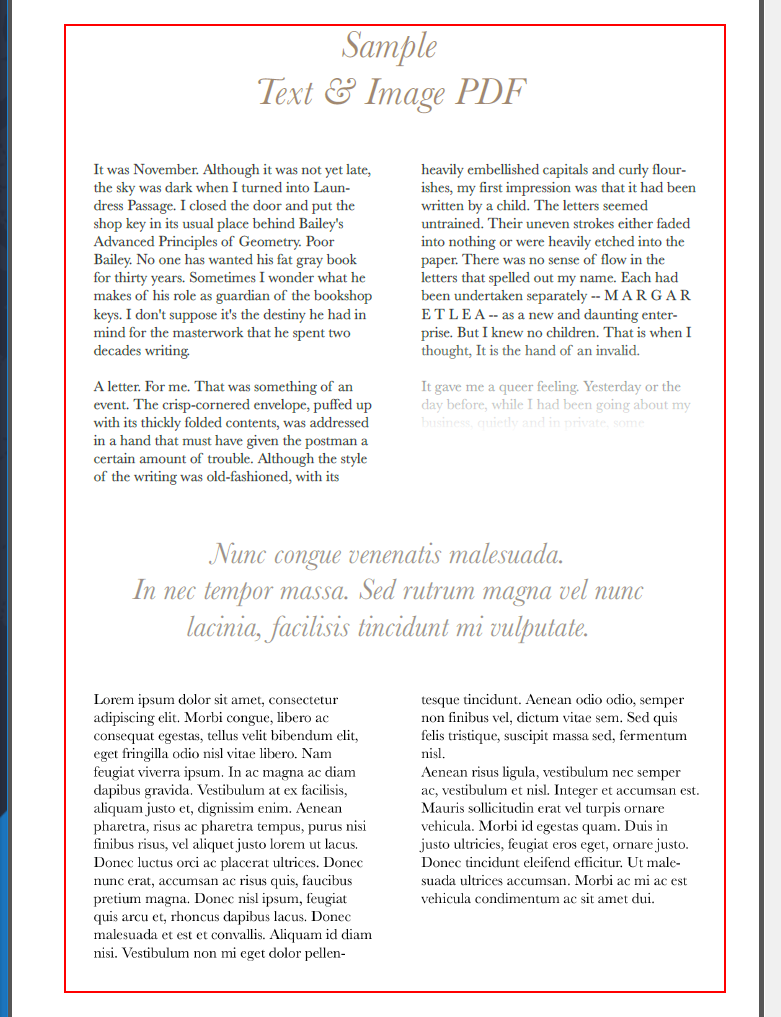 Sample
Text & Image PDF
It was November. Although it was not yet late,
the sky was dark when I turned into Laun-
dress Passage. I closed the door and put the
shop key in its usual place behind Bailey's
Advanced Principles of Geometry. Poor
Bailey. No one has wanted his fat gray book
for thirty years. Sometimes I wonder what he
makes of his role as guardian of the bookshop
keys. I don't suppose it's the destiny he had in
mind for the masterwork that he spent two
decades writing.
A letter. For me. That was something of an
event. The crisp-cornered envelope, puffed up
with its thickly folded contents, was addressed
in a hand that must have given the postman a
certain amount of trouble. Although the style
of the writing was old-fashioned, with its
heavily embellished capitals and curly flour-
ishes, my first impression was that it had been
written by a child. The letters seemed
untrained. Their uneven strokes either faded
into nothing or were heavily etched into the
paper. There was no sense of flow in the
letters that spelled out my name. Each had
been undertaken separately -- M A R G A R
E T L E A -- as a new and daunting enter-
prise. But I knew no children. That is when I
thought, It is the hand of an invalid.
It gave me a queer feeling. Yesterday or the
day before, while I had been going about my
business, quietly and in private, some
Nunc congue venenatis malesuada.
In nec tempor massa. Sed rutrum magna vel nunc
lacinia, facilisis tincidunt mi vulputate.
Lorem ipsum dolor sit amet, consectetur
adipiscing elit. Morbi congue, libero ac
consequat egestas, tellus velit bibendum elit,
eget fringilla odio nisl vitae libero. Nam
feugiat viverra ipsum. In ac magna ac diam
dapibus gravida. Vestibulum at ex facilisis,
aliquam justo et, dignissim enim. Aenean
pharetra, risus ac pharetra tempus, purus nisi
finibus risus, vel aliquet justo lorem ut lacus.
Donec luctus orci ac placerat ultrices. Donec
nunc erat, accumsan ac risus quis, faucibus
pretium magna. Donec nisl ipsum, feugiat
quis arcu et, rhoncus dapibus lacus. Donec
malesuada et est et convallis. Aliquam id diam
nisi. Vestibulum non mi eget dolor pellen-
tesque tincidunt. Aenean odio odio, semper
non finibus vel, dictum vitae sem. Sed quis
felis tristique, suscipit massa sed, fermentum
nisl.
Aenean risus ligula, vestibulum nec semper
ac, vestibulum et nisl. Integer et accumsan est.
Mauris sollicitudin erat vel turpis ornare
vehicula. Morbi id egestas quam. Duis in
justo ultricies, feugiat eros eget, ornare justo.
Donec tincidunt eleifend efficitur. Ut male-
suada ultrices accumsan. Morbi ac mi ac est
vehicula condimentum ac sit amet dui.